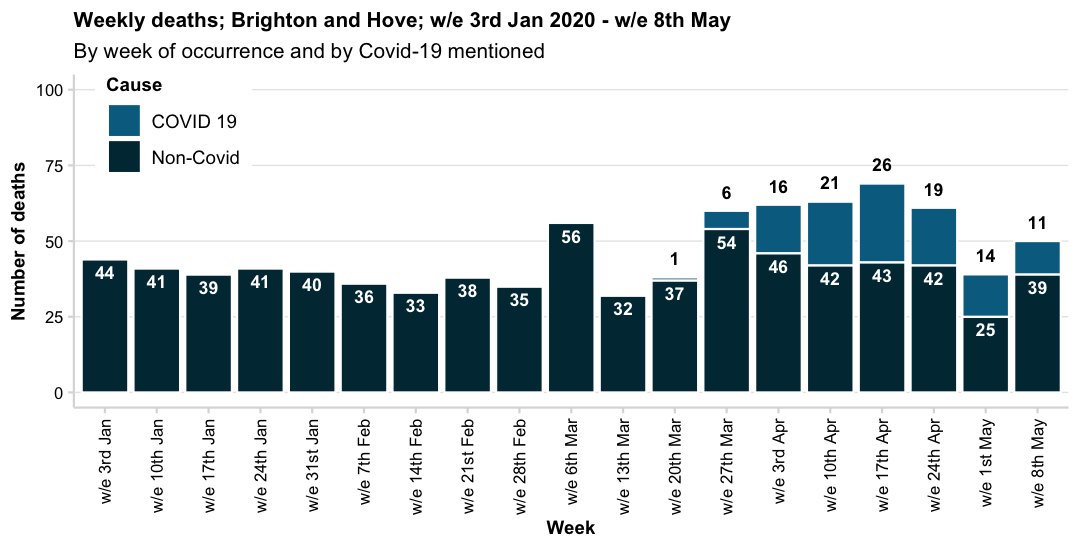 Weekly deaths; Brighton and Hove; w/e 3rd Jan 2020 - w/e 8th May
By week of occurrence and by Covid-19 mentioned
Cause
COVID 19
Non-Covid
Number of deaths
100
75
50
25
0
44
41
39
41
40
36
33
38
35
56
32
1
37
6
54
16
46
21
42
26
43
19
42
14
25
11
39
w/e 3rd Jan
w/e 10th Jan
w/e 17th Jan
w/e 24th Jan
w/e 31st Jan
w/e 7th Feb
w/e 14th Feb
w/e 21st Feb
w/e 28th Feb
w/e 6th Mar
w/e 13th Mar
w/e 20th Mar
w/e 27th Mar
w/e 3rd Apr
w/e 10th Apr
w/e 17th Apr
w/e 24th Apr
w/e 1st May
w/e 8th May
Week